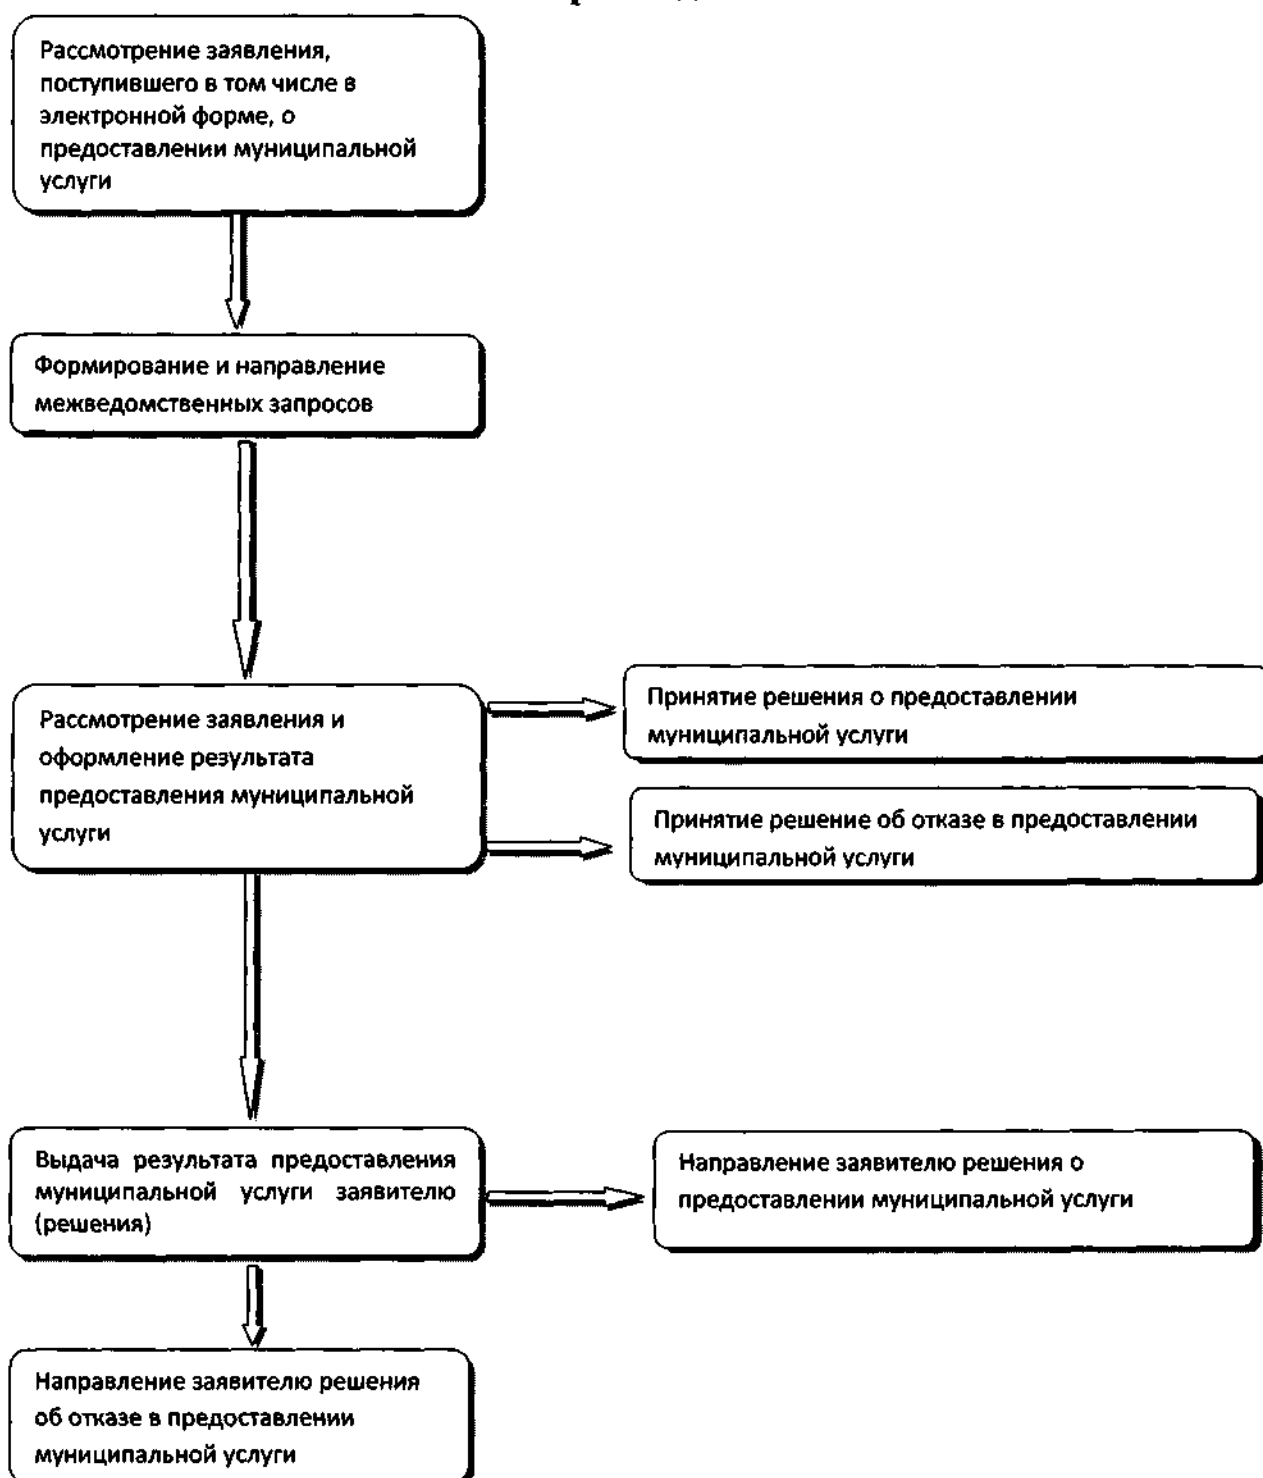 Рассмотрение заявления,
поступившего в том числе в
электронной форме, о
предоставлении муниципальной
услуги
Формирование и направление
межведомственных запросов
Рассмотрение заявления и
оформление результата
предоставления муниципальной
услуги
Принятие решения о предоставлении
муниципальной услуги
Принятие решение об отказе в предоставлении
муниципальной услуги
Выдача результата предоставления
муниципальной услуги заявителю
(решения)
Направление заявителю решения о
предоставлении муниципальной услуги
Направление заявителю решения
об отказе в предоставлении
муниципальной услуги